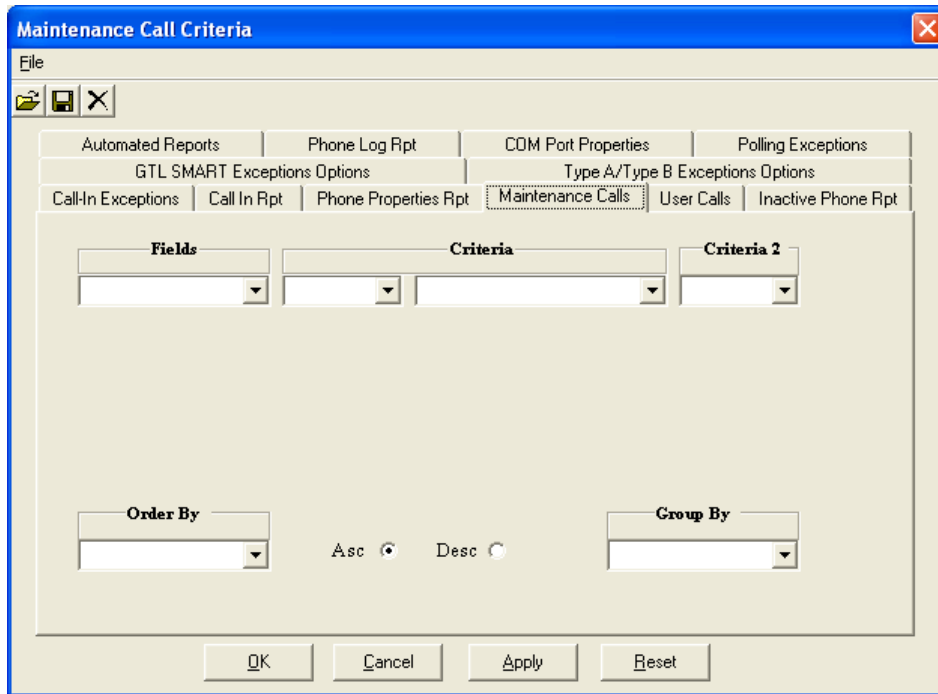 Maintenance Call Criteria
File
Automated Reports Phone Log Rpt COM Port Properties Polling Exceptions
GTL SMART Exceptions Options Type A/Type B Exceptions Options
Call-In Exceptions Call In Rpt Phone Properties Rpt Maintenance Calls User Calls Inactive Phone Rpt
Fields Criteria Criteria 2
Order By Group By
Asc Desc
OK Cancel Apply Reset